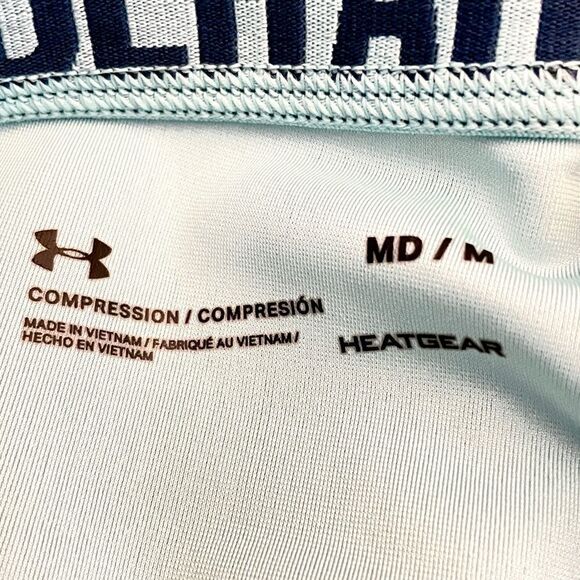 MD / M
COMPRESSION / COMPRESIÓN
MADE IN VIETNAM / FABRIQUÉ AU VIETNAM /
HECHO EN VIETNAM
HEATGEAR